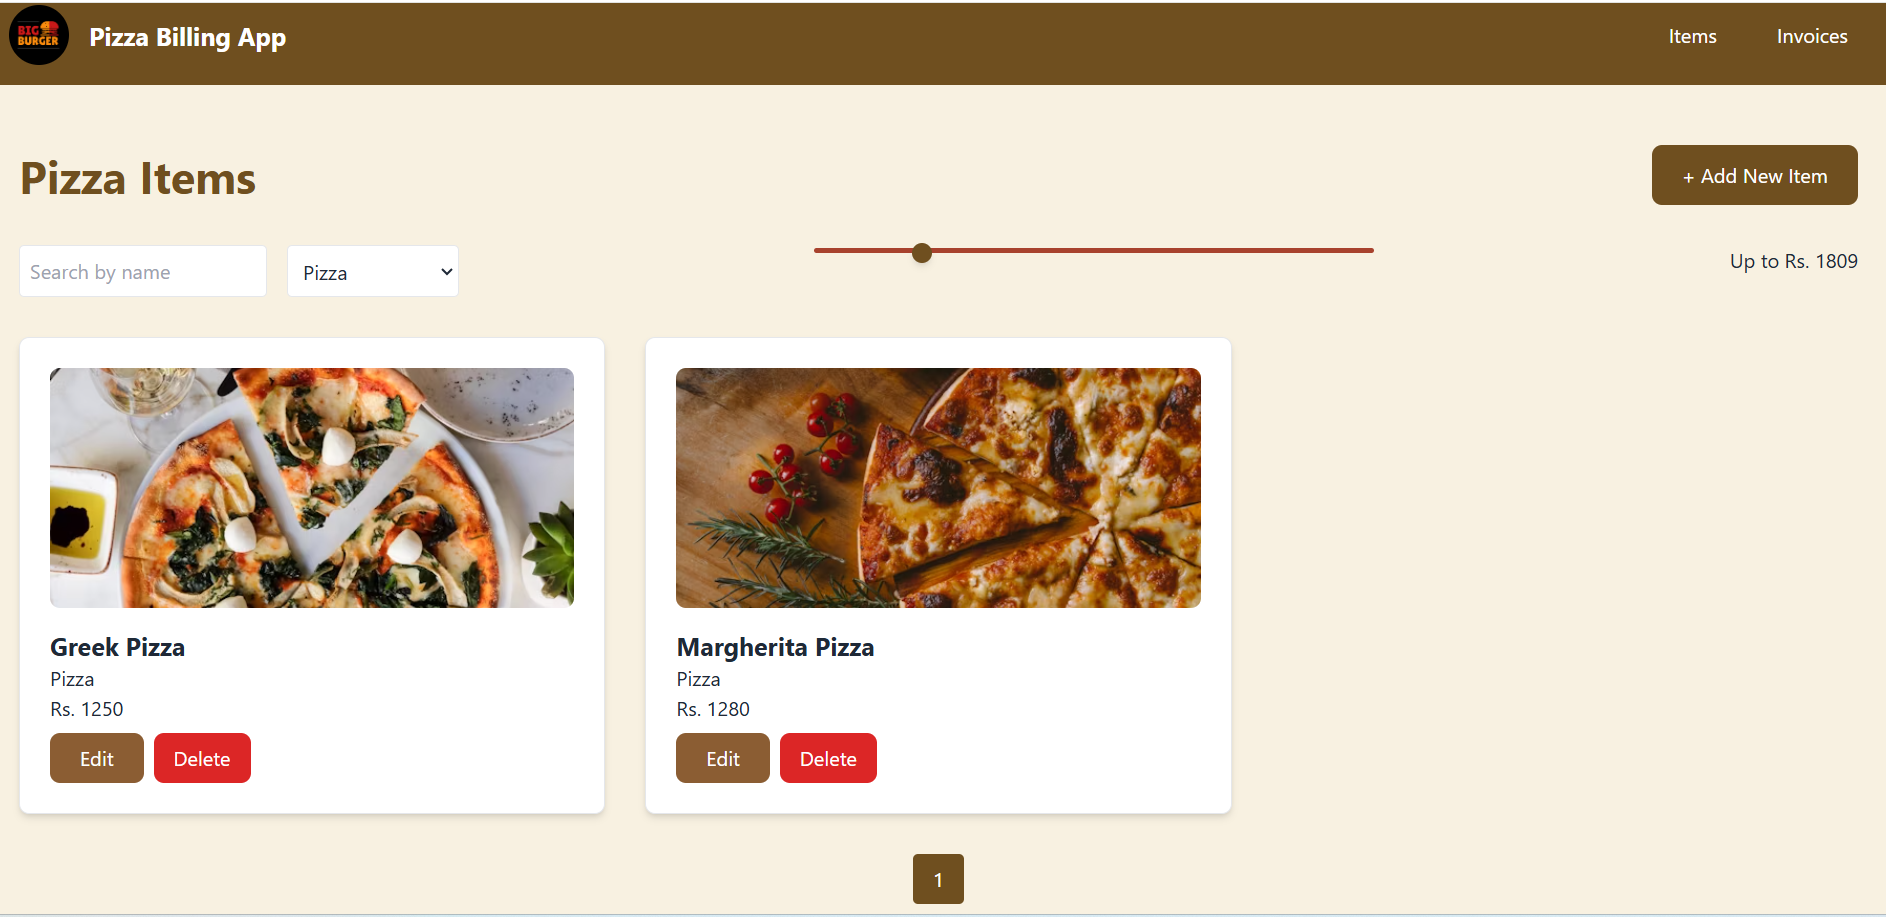 BIG
BURGER
Pizza Billing App
Items
Invoices
Pizza Items
+ Add New Item
Search by name
Pizza
Up to Rs. 1809
Greek Pizza
Pizza
Rs. 1250
Edit
Delete
Margherita Pizza
Pizza
Rs. 1280
Edit
Delete
1